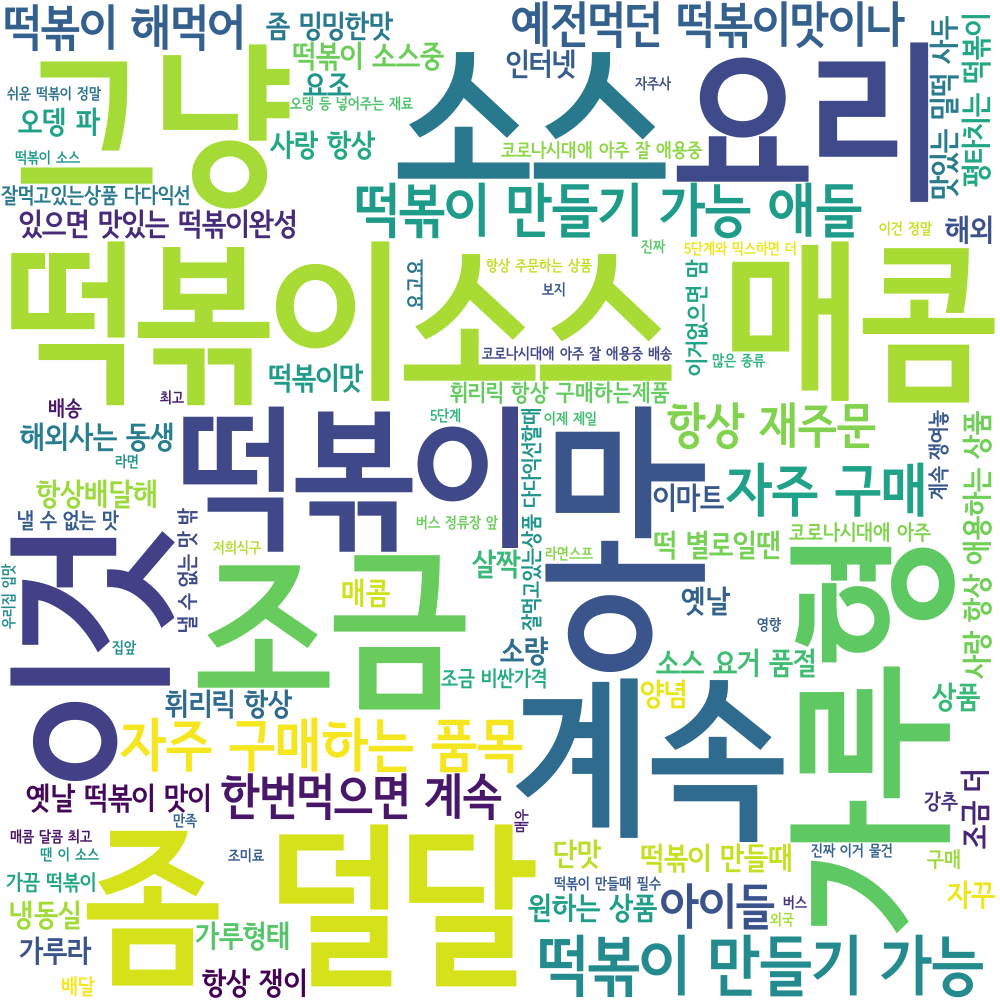 떡볶이 해먹어
좀 밍밍한맛
예전먹던 떡볶이맛이나
그냥
떡볶이 소스중
소스
인터넷
요리
맛있는 밀떡 사두
평타치는 떡볶이
쉬운 떡볶이 정말
요조
오뎅 등 넣어주는 재료
자주사
오뎅 파
사랑 항상
코로나시대애 아주 잘 애용중
떡볶이 소스
잘먹고있는상품 다다익선
떡볶이 만들기 가능 애들
있으면 맛있는 떡볶이완성
이건 정말
해외
진짜
5단계와 믹스하면 더
떡볶이소스
요고요
항상 주문하는 상품
보지
이거없으면 맘
매콤
코로나시대애 아주 잘 애용중 배송
많은 종류
떡볶이맛
휘리릭 항상 구매하는제품
배송
최고
떡볶이
5단계
이제 제일
항상 재주문
해외사는 동생
라면
잘먹고있는상품 다다익선할때
망
계속 쟁여놓
사랑 항상 애용하는 상품
항상배달해
이마트
자주 구매
낼 수 없는 맛
낼 수 없는 맛 밖
버스 정류장 앞
코로나시대애 아주
이것
저희식구
떡 별로일땐
라면스프
우리집 입맛
조금
매콤
살짝
옛날
가루형
집앞
영향
소량
소스 요거 품절
조금 비싼가격
휘리릭 항상
계속
양념
상품
자주 구매하는 품목
옛날 떡볶이 맛이
한번먹으면 계속
조금 더
강추
만족
매콤 달콤 최고
좀
덜달
땐 이 소스
조미료
단맛
떡볶이 만들때
진짜 이거 물건
구매
가끔 떡볶이
떡볶이 만들때 필수
자꾸
냉동실
원하는 상품
아이들
버스
외국
가루라
가루형태
떡볶이 만들기 가능
배달
항상 쟁이